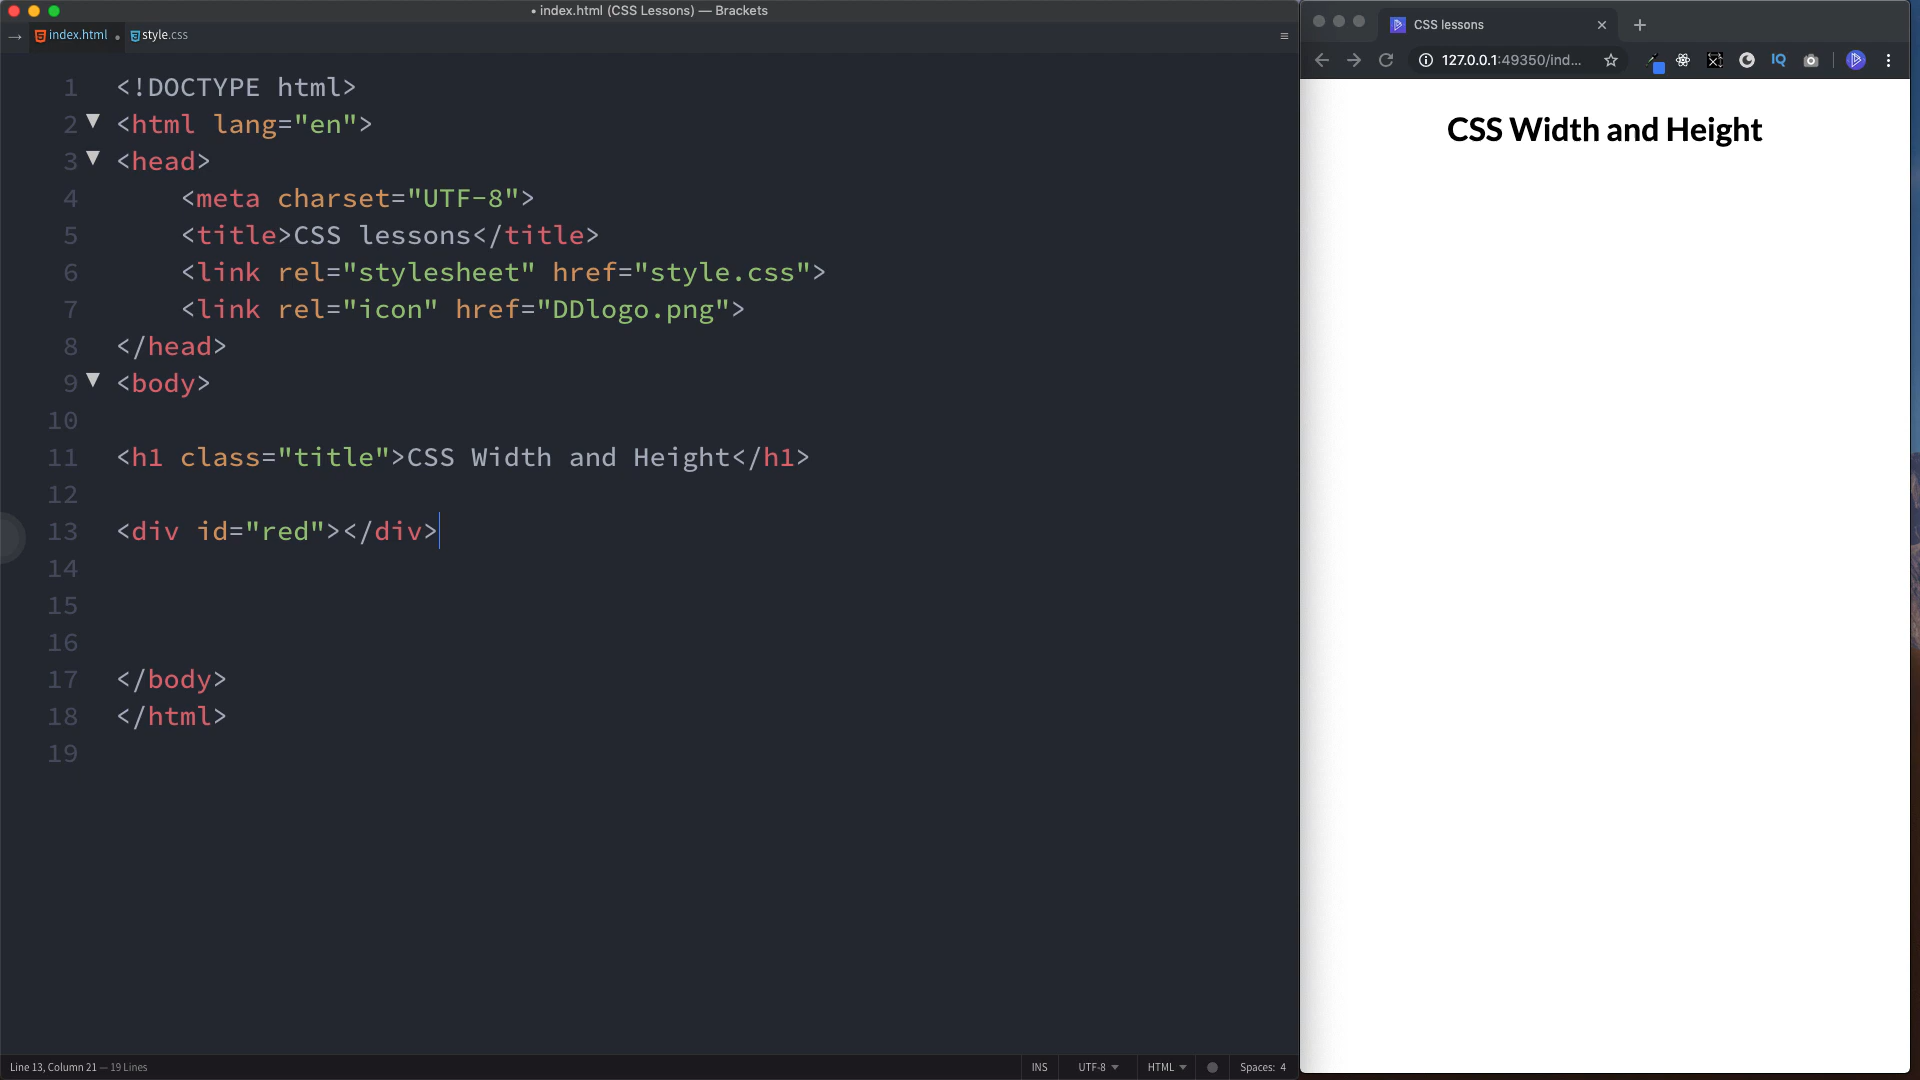 • index.html (CSS Lessons) — Brackets
index.html •
style.css
1 <!DOCTYPE html>
2 <html lang="en">
3 <head>
4 <meta charset="UTF-8">
5 <title>CSS lessons</title>
6 <link rel="stylesheet" href="style.css">
7 <link rel="icon" href="DDlogo.png">
8 </head>
9 <body>
10
11 <h1 class="title">CSS Width and Height</h1>
12
13 <div id="red"></div>
14
15
16
17 </body>
18 </html>
19
Line 13, Column 21 — 19 Lines
INS
UTF-8
HTML
Spaces: 4
CSS lessons
127.0.0.1:49350/ind...
IQ
CSS Width and Height